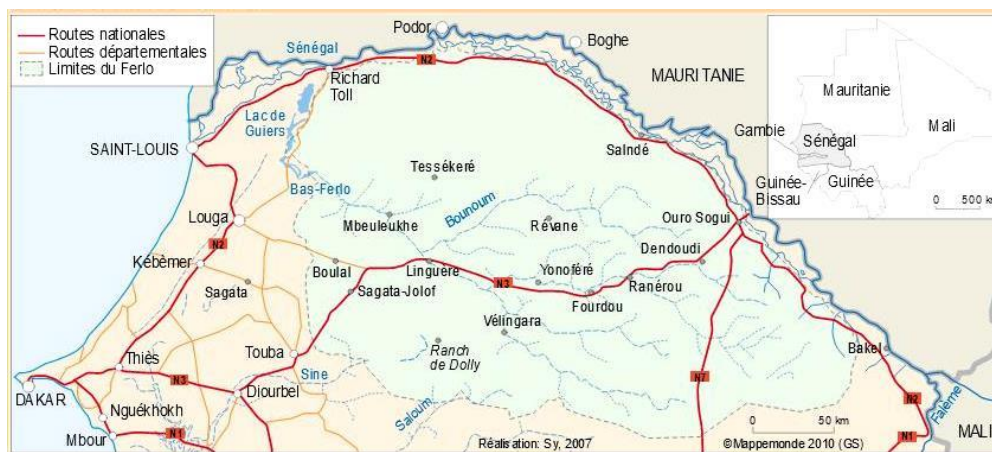 Routes nationales
Routes départementales
Limites du Ferlo
Podor
Boghe
Sénégal
N2
Richard
Toll
MAURITANIE
Mauritanie
Mali
Gambie
Sénégal
Guinée-
Bissau
Guinée
0 500 km
Lac de
Guiers
SAINT-LOUIS
Salndé
Tessékeré
Bas-Ferlo
Louga
Mbeuleukhe
Bounoum
Révane
Ouro Sogui
N2
Kébèmer
Boulal
Linguère
Dendoudi
Sagata
Sagata-Jolof
N3
Yonoféré
Ranérou
Fourdou
Vélingara
Touba
Ranch
de Dolly
Bakel
Thiès
Sine
N3
N7
DAKAR
Diourbel
N2
Falémé
Nguékhokh
Saloum
0 50 km
Mbour
N1
N1
MALI
Réalisation: Sy, 2007
©Mappemonde 2010 (GS)